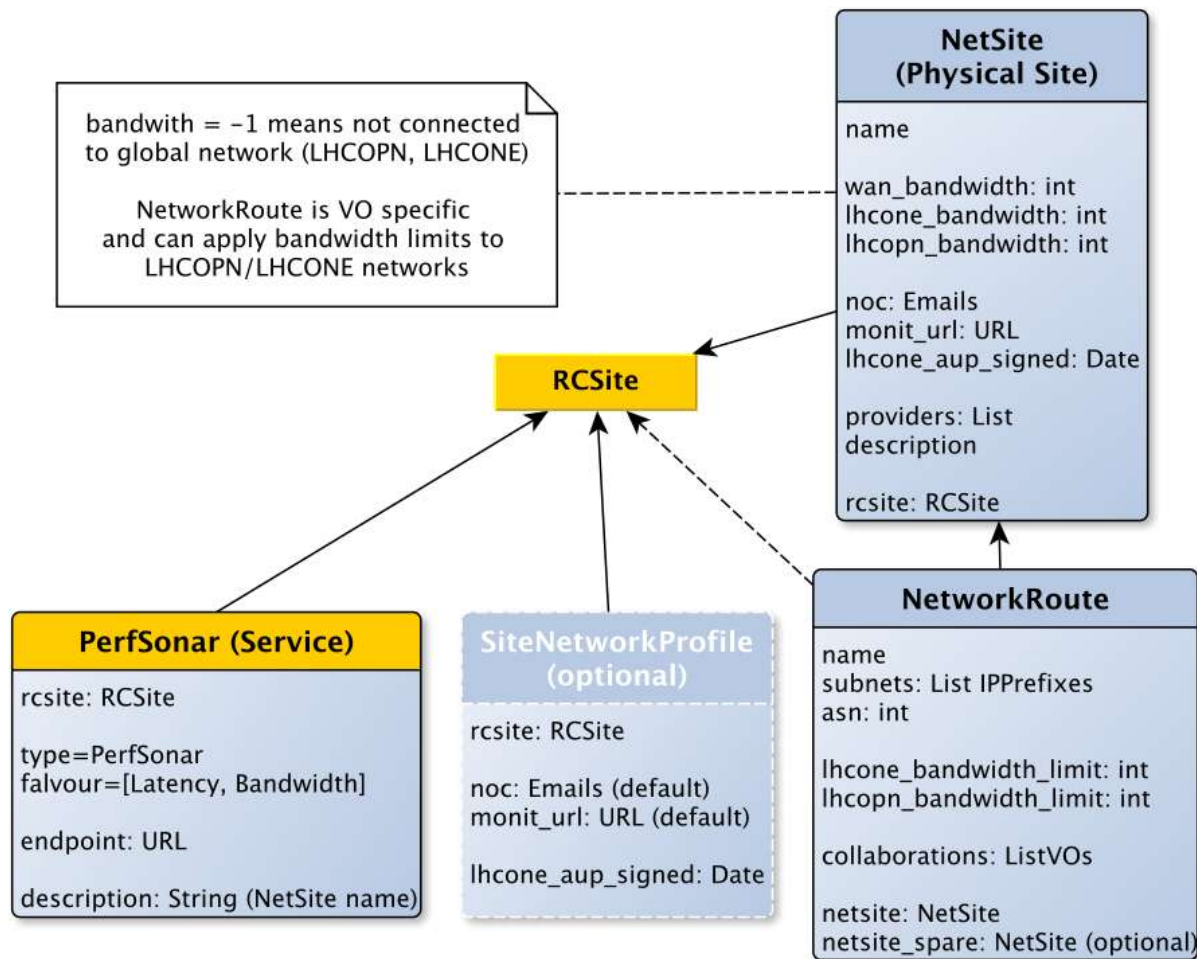 NetSite
(Physical Site)
name
wan_bandwidth: int
lhcone_bandwidth: int
lhcopn_bandwidth: int
noc: Emails
monit_url: URL
lhcone_aup_signed: Date
providers: List
description
rcsite: RCSite
bandwith = -1 means not connected
to global network (LHCOPN, LHCONE)
NetworkRoute is VO specific
and can apply bandwidth limits to
LHCOPN/LHCONE networks
RCSite
PerfSonar (Service)
rcsite: RCSite
type=PerfSonar
falvour=[Latency, Bandwidth]
endpoint: URL
description: String (NetSite name)
SiteNetworkProfile
(optional)
rcsite: RCSite
noc: Emails (default)
monit_url: URL (default)
lhcone_aup_signed: Date
NetworkRoute
name
subnets: List IPPrefixes
asn: int
lhcone_bandwidth_limit: int
lhcopn_bandwidth_limit: int
collaborations: ListVOs
netsite: NetSite
netsite_spare: NetSite (optional)